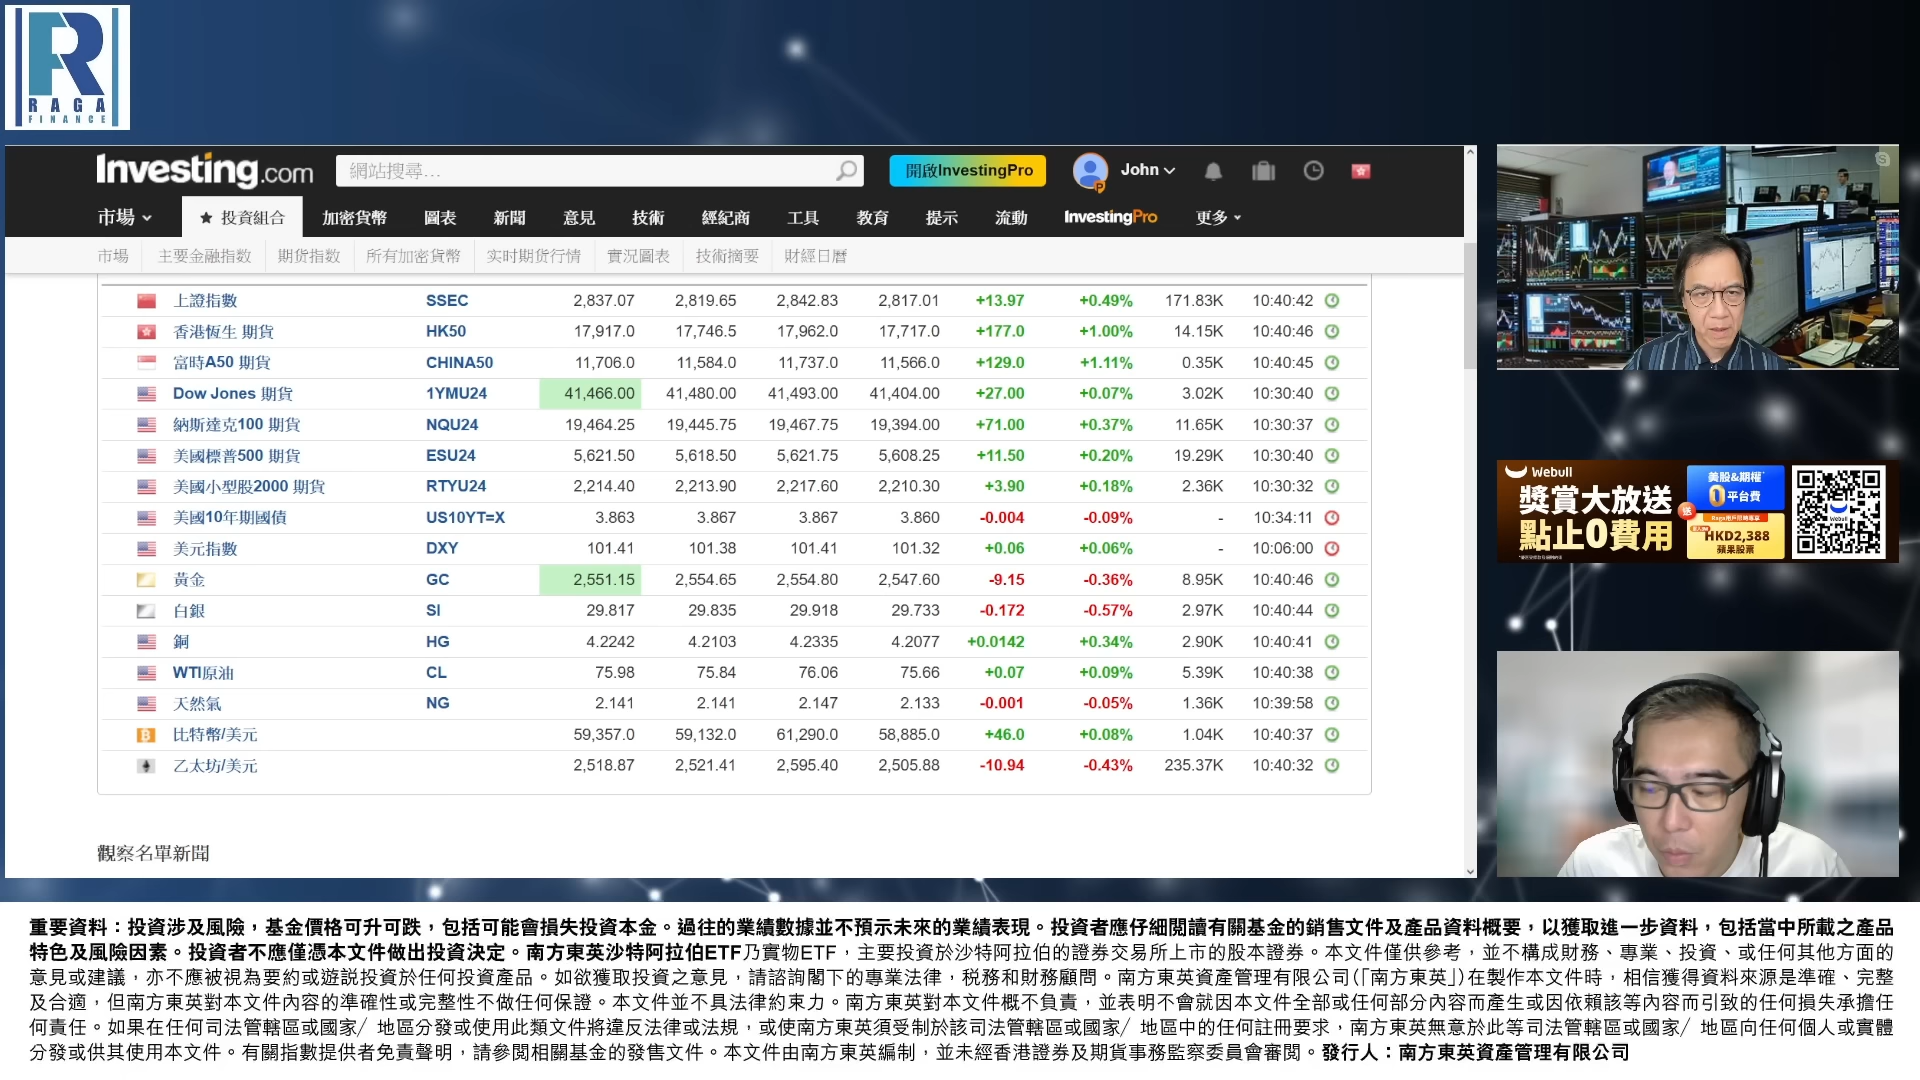 RAGA
FINANCE
Investing.com
網站搜尋...
開啟InvestingPro
John
市場
★ 投資組合
加密貨幣
圖表
新聞
意見
技術
經紀商
工具
教育
提示
流動
InvestingPro
更多
市場
主要金融指数
期货指数
所有加密貨幣
实时期货行情
實況圖表
技術摘要
財經日曆
上證指數 SSEC 2,837.07 2,819.65 2,842.83 2,817.01 +13.97 +0.49% 171.83K 10:40:42
香港恆生 期貨 HK50 17,917.0 17,746.5 17,962.0 17,717.0 +177.0 +1.00% 14.15K 10:40:46
富時A50 期貨 CHINA50 11,706.0 11,584.0 11,737.0 11,566.0 +129.0 +1.11% 0.35K 10:40:45
Dow Jones 期貨 1YMU24 41,466.00 41,480.00 41,493.00 41,404.00 +27.00 +0.07% 3.02K 10:30:40
納斯達克100 期貨 NQU24 19,464.25 19,445.75 19,467.75 19,394.00 +71.00 +0.37% 11.65K 10:30:37
美國標普500 期貨 ESU24 5,621.50 5,618.50 5,621.75 5,608.25 +11.50 +0.20% 19.29K 10:30:40
美國小型股2000 期貨 RTYU24 2,214.40 2,213.90 2,217.60 2,210.30 +3.90 +0.18% 2.36K 10:30:32
美國10年期國債 US10YT=X 3.863 3.867 3.867 3.860 -0.004 -0.09% - 10:34:11
美元指數 DXY 101.41 101.38 101.41 101.32 +0.06 +0.06% - 10:06:00
黃金 GC 2,551.15 2,554.65 2,554.80 2,547.60 -9.15 -0.36% 8.95K 10:40:46
白銀 SI 29.817 29.835 29.918 29.733 -0.172 -0.57% 2.97K 10:40:44
銅 HG 4.2242 4.2103 4.2335 4.2077 +0.0142 +0.34% 2.90K 10:40:41
WTI原油 CL 75.98 75.84 76.06 75.66 +0.07 +0.09% 5.39K 10:40:38
天然氣 NG 2.141 2.141 2.147 2.133 -0.001 -0.05% 1.36K 10:39:58
比特幣/美元 59,357.0 59,132.0 61,290.0 58,885.0 +46.0 +0.08% 1.04K 10:40:37
乙太坊/美元 2,518.87 2,521.41 2,595.40 2,505.88 -10.94 -0.43% 235.37K 10:40:32
觀察名單新聞
Webull
獎賞大放送
點止0費用
美股&期權
0平台費
送
HKD2,388
蘋果股票
Webull
重要資料：投資涉及風險，基金價格可升可跌，包括可能會損失投資本金。過往的業績數據並不預示未來的業績表現。投資者應仔細閱讀有關基金的銷售文件及產品資料概要，以獲取進一步資料，包括當中所載之產品
特色及風險因素。投資者不應僅憑本文件做出投資決定。南方東英沙特阿拉伯ETF乃實物ETF，主要投資於沙特阿拉伯的證券交易所上市的股本證券。本文件僅供參考，並不構成財務、專業、投資、或任何其他方面的
意見或建議，亦不應被視為要約或遊說投資於任何投資產品。如欲獲取投資之意見，請諮詢閣下的專業法律，税務和財務顧問。南方東英資產管理有限公司(「南方東英」)在製作本文件時，相信獲得資料來源是準確、完整
及合適，但南方東英對本文件內容的準確性或完整性不做任何保證。本文件並不具法律約束力。南方東英對本文件概不負責，並表明不會就因本文件全部或任何部分內容而產生或因依賴該等內容而引致的任何損失承擔任
何責任。如果在任何司法管轄區或國家/ 地區分發或使用此類文件將違反法律或法規，或使南方東英須受制於該司法管轄區或國家/ 地區中的任何註冊要求，南方東英無意於此等司法管轄區或國家/ 地區向任何個人或實體
分發或供其使用本文件。有關指數提供者免責聲明，請參閱相關基金的發售文件。本文件由南方東英編制，並未經香港證券及期貨事務監察委員會審閲。發行人：南方東英資產管理有限公司